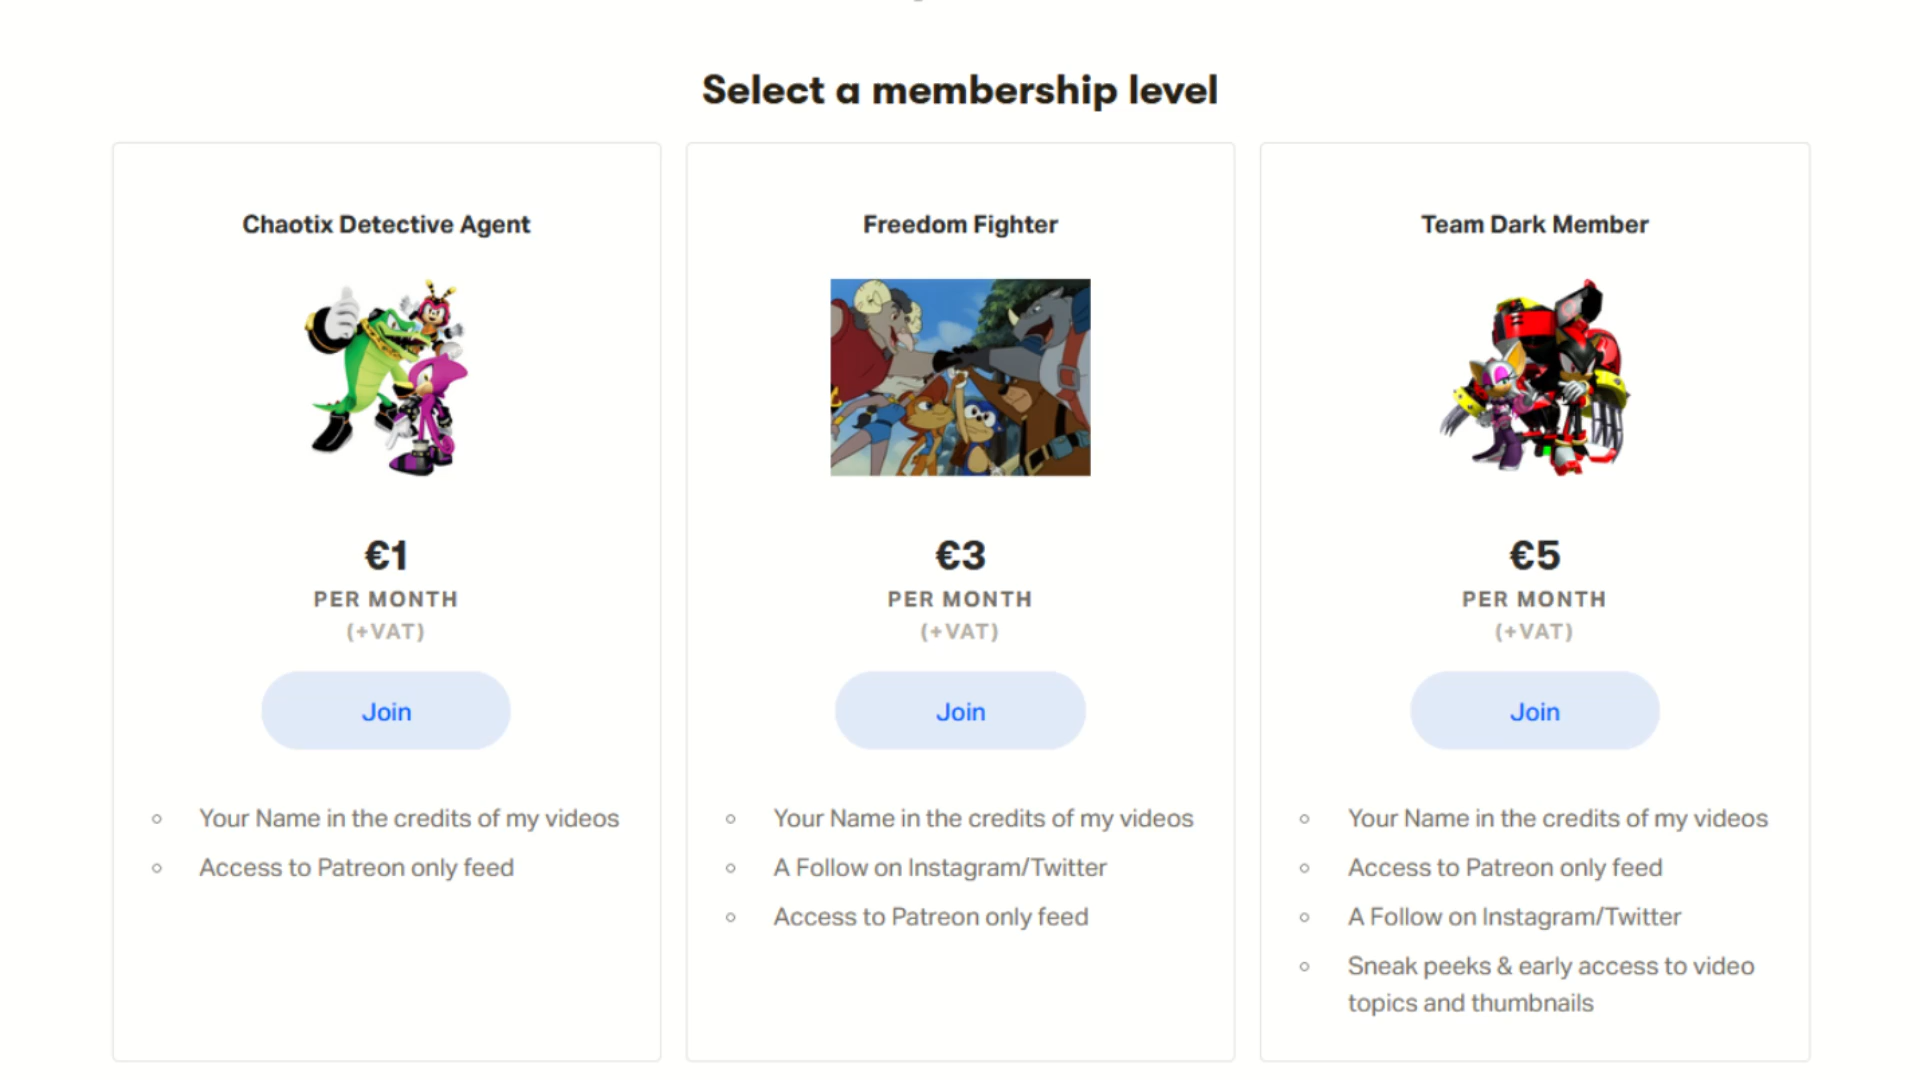 Select a membership level
Chaotix Detective Agent
€1
PER MONTH
(+VAT)
Join
Your Name in the credits of my videos
Access to Patreon only feed
Freedom Fighter
€3
PER MONTH
(+VAT)
Join
Your Name in the credits of my videos
A Follow on Instagram/Twitter
Access to Patreon only feed
Team Dark Member
€5
PER MONTH
(+VAT)
Join
Your Name in the credits of my videos
Access to Patreon only feed
A Follow on Instagram/Twitter
Sneak peeks & early access to video
topics and thumbnails